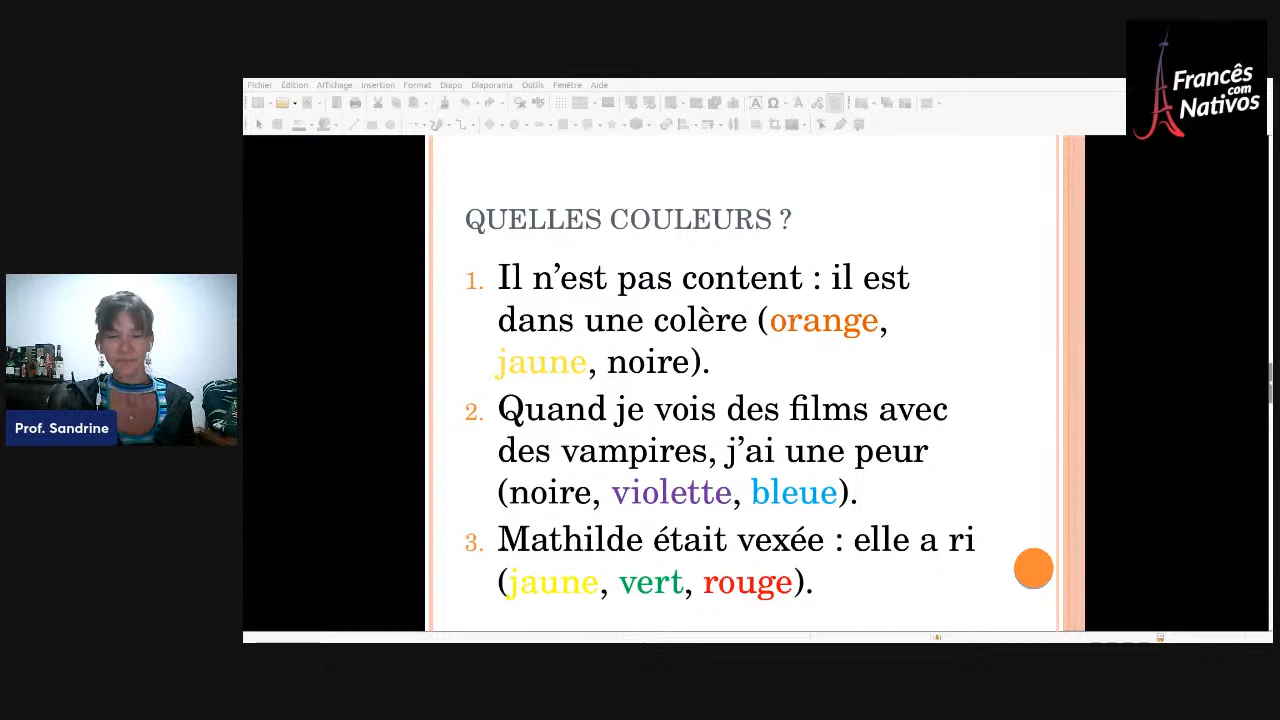 Francês
com
Nativos
Fichier Édition Affichage Insertion Format Diapo Diaporama Outils Fenêtre Aide
QUELLES COULEURS ?
1. Il n’est pas content : il est
dans une colère (orange,
jaune, noire).
2. Quand je vois des films avec
des vampires, j’ai une peur
(noire, violette, bleue).
3. Mathilde était vexée : elle a ri
(jaune, vert, rouge).
Prof. Sandrine